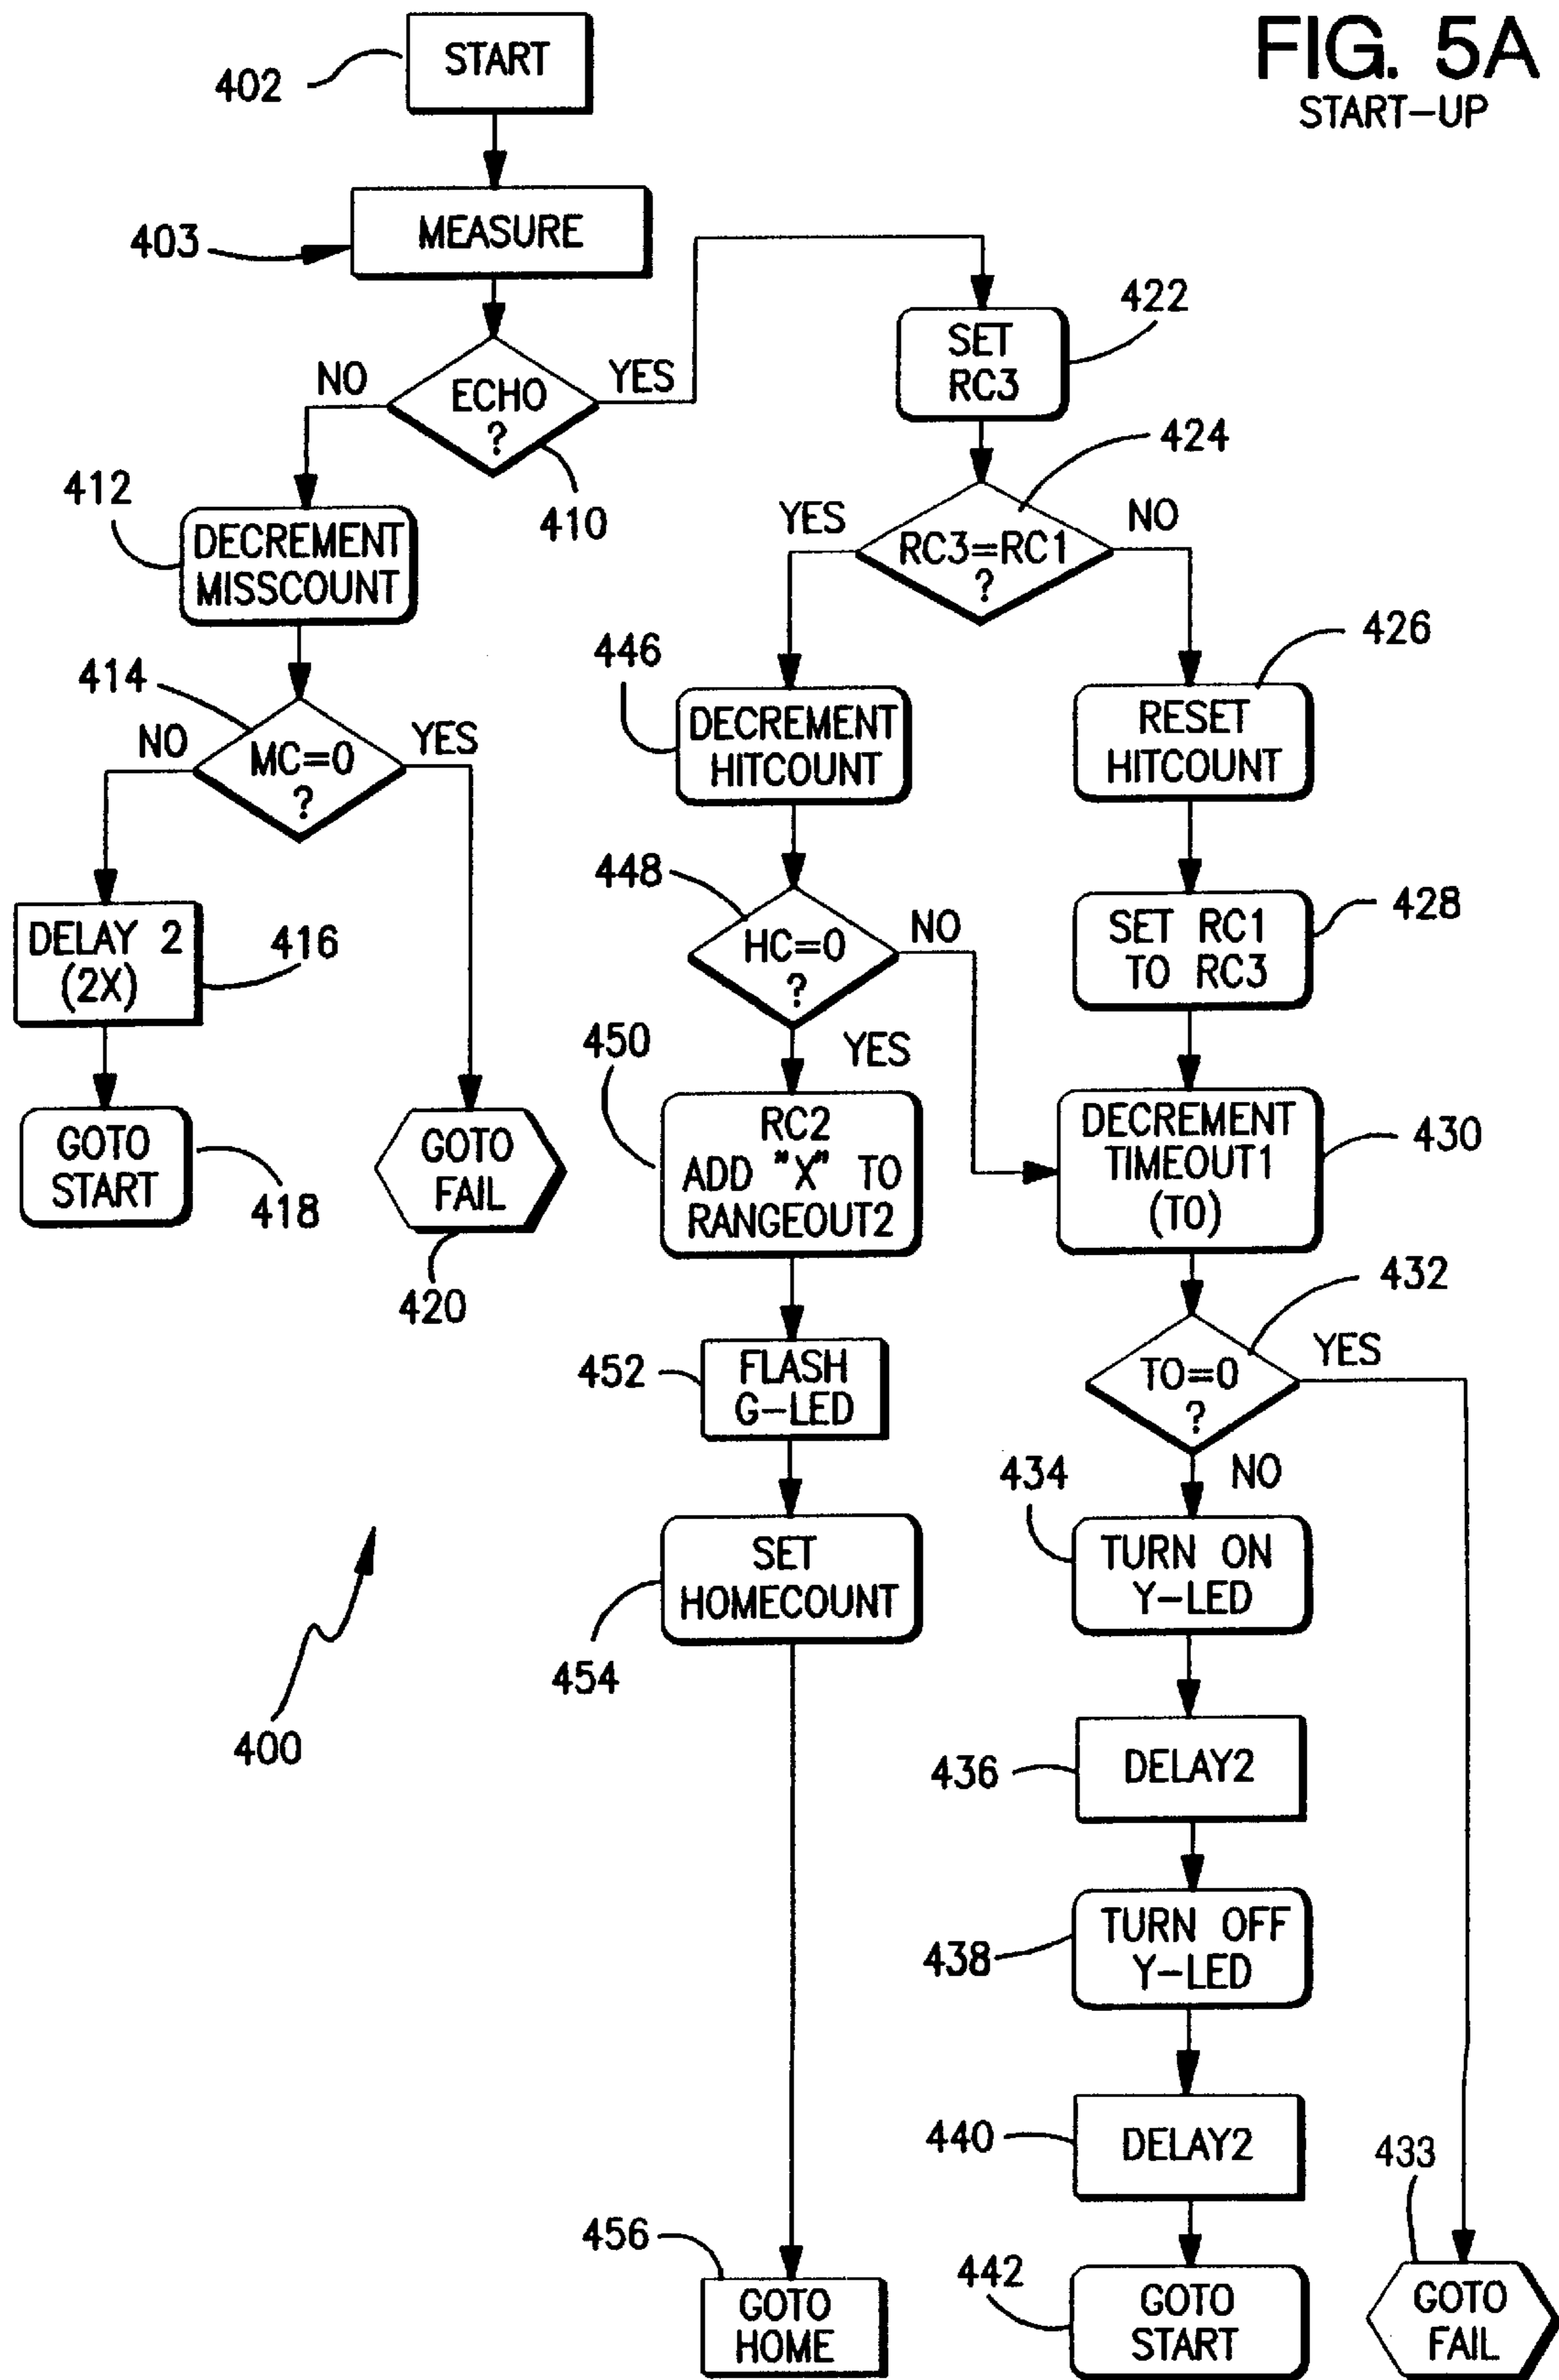 FIG. 5A
START-UP
402
START
403
MEASURE
NO
ECHO
?
YES
410
422
SET
RC3
424
YES
RC3=RC1
?
NO
412
DECREMENT
MISSCOUNT
414
NO
MC=0
?
YES
446
DECREMENT
HITCOUNT
426
RESET
HITCOUNT
DELAY 2
(2X)
416
448
HC=0
?
NO
YES
428
SET RC1
TO RC3
GOTO
START
418
GOTO
FAIL
420
450
RC2
ADD "X" TO
RANGEOUT2
DECREMENT
TIMEOUT1
(TO)
430
432
452
FLASH
G-LED
TO=0
?
YES
NO
434
TURN ON
Y-LED
SET
HOMECOUNT
454
400
436
DELAY2
438
TURN OFF
Y-LED
440
DELAY2
433
456
GOTO
HOME
442
GOTO
START
GOTO
FAIL